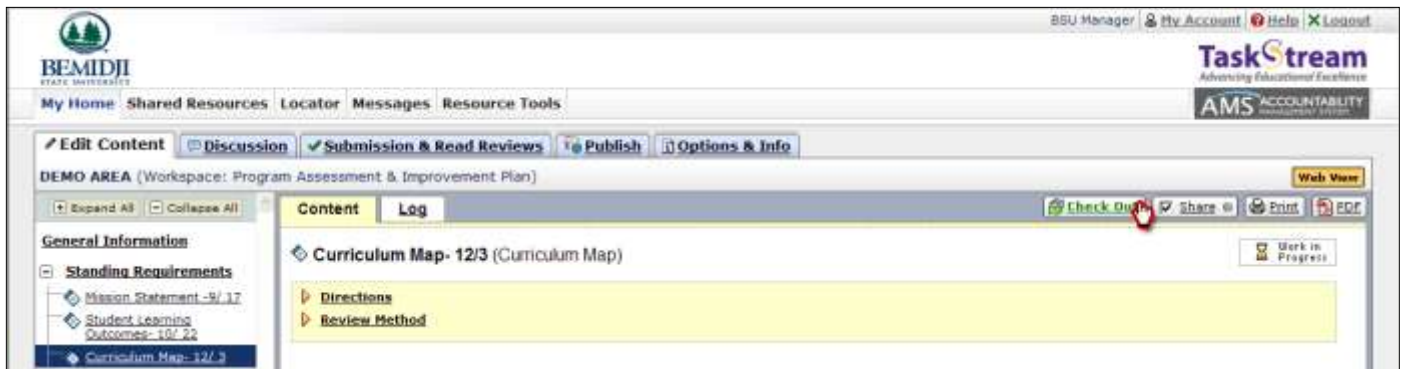 BSU Manager My Account Help Logout
BEMIDJI
STATE UNIVERSITY
TaskStream
Advancing Educational Excellence
My Home Shared Resources Locator Messages Resource Tools
AMS ACCOUNTABILITY MANAGEMENT SYSTEM
Edit Content Discussion Submission & Read Reviews Publish Options & Info
DEMO AREA (Workspace: Program Assessment & Improvement Plan)
Web View
Expand All Collapse All
Content Log
Check Out Share Print PDF
General Information
Standing Requirements
Mission Statement -9/ 17
Student Learning
Outcomes- 10/ 22
Curriculum Map- 12/ 3
Curriculum Map- 12/3 (Curriculum Map)
Work in
Progress
Directions
Review Method